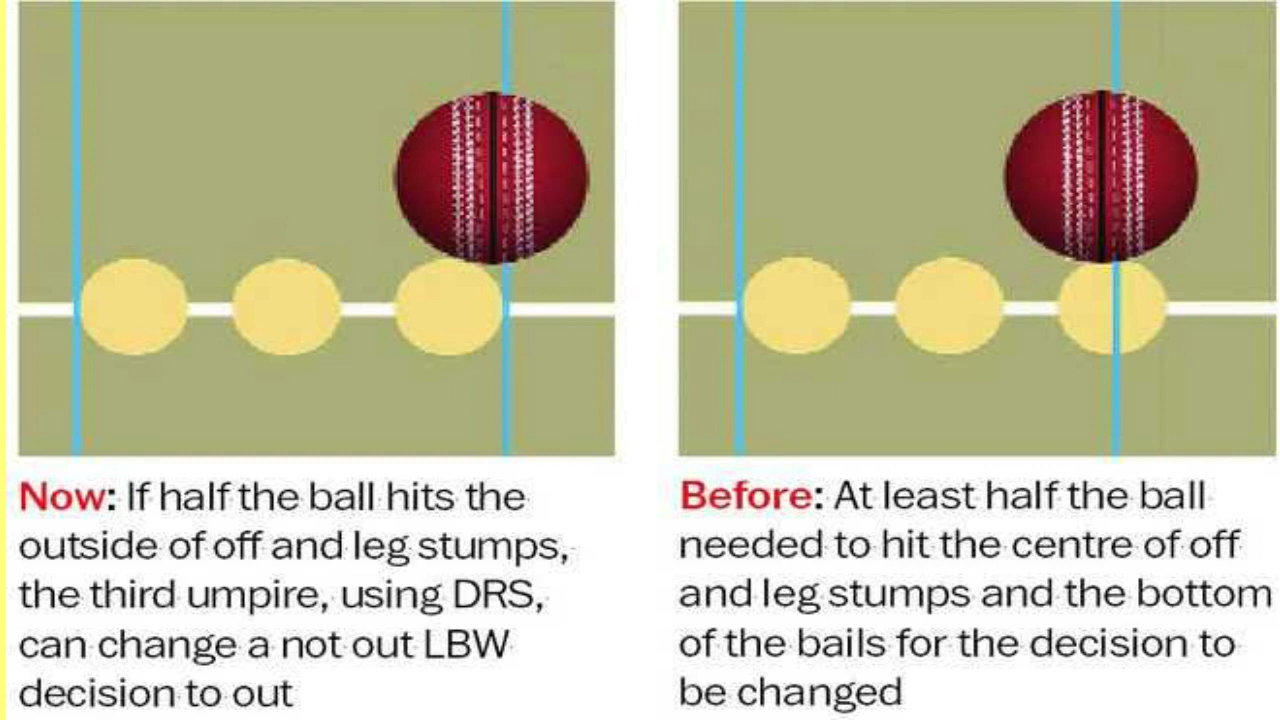 Now: If half the ball hits the
outside of off and leg stumps,
the third umpire, using DRS,
can change a not out LBW
decision to out
Before: At least half the ball
needed to hit the centre of off
and leg stumps and the bottom
of the bails for the decision to
be changed